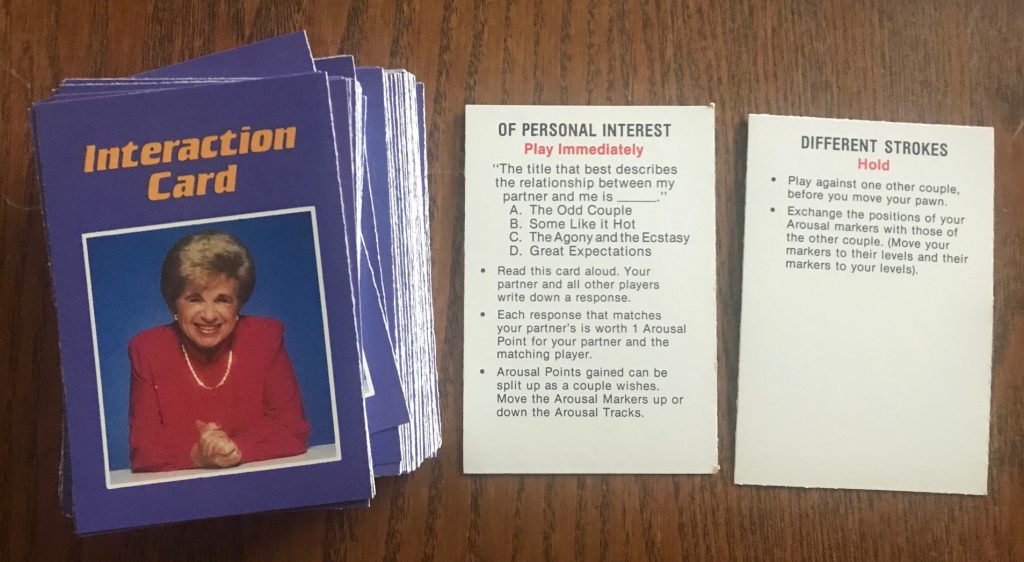 Interaction
Card
OF PERSONAL INTEREST
Play Immediately
"The title that best describes
the relationship between my
partner and me is ______."
A. The Odd Couple
B. Some Like it Hot
C. The Agony and the Ecstasy
D. Great Expectations
• Read this card aloud. Your
partner and all other players
write down a response.
• Each response that matches
your partner's is worth 1 Arousal
Point for your partner and the
matching player.
• Arousal Points gained can be
split up as a couple wishes.
Move the Arousal Markers up or
down the Arousal Tracks.
DIFFERENT STROKES
Hold
• Play against one other couple,
before you move your pawn.
• Exchange the positions of your
Arousal markers with those of
the other couple. (Move your
markers to their levels and their
markers to your levels).